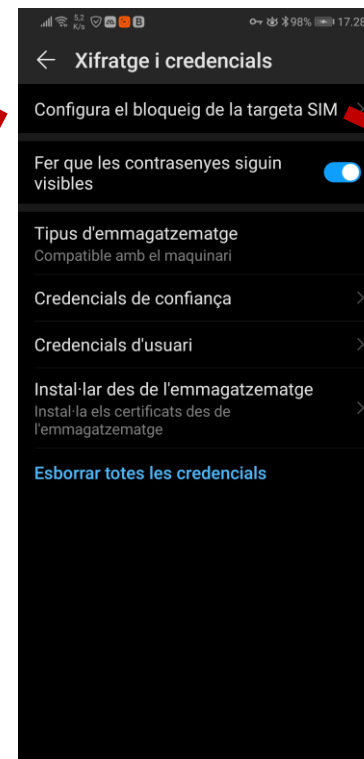 5,2
K/s
98%
17.28
Xifratge i credencials
Configura el bloqueig de la targeta SIM
Fer que les contrasenyes siguin
visibles
Tipus d'emmagatzematge
Compatible amb el maquinari
Credencials de confiança
Credencials d'usuari
Instal·lar des de l'emmagatzematge
Instal·la els certificats des de
l'emmagatzematge
Esborrar totes les credencials